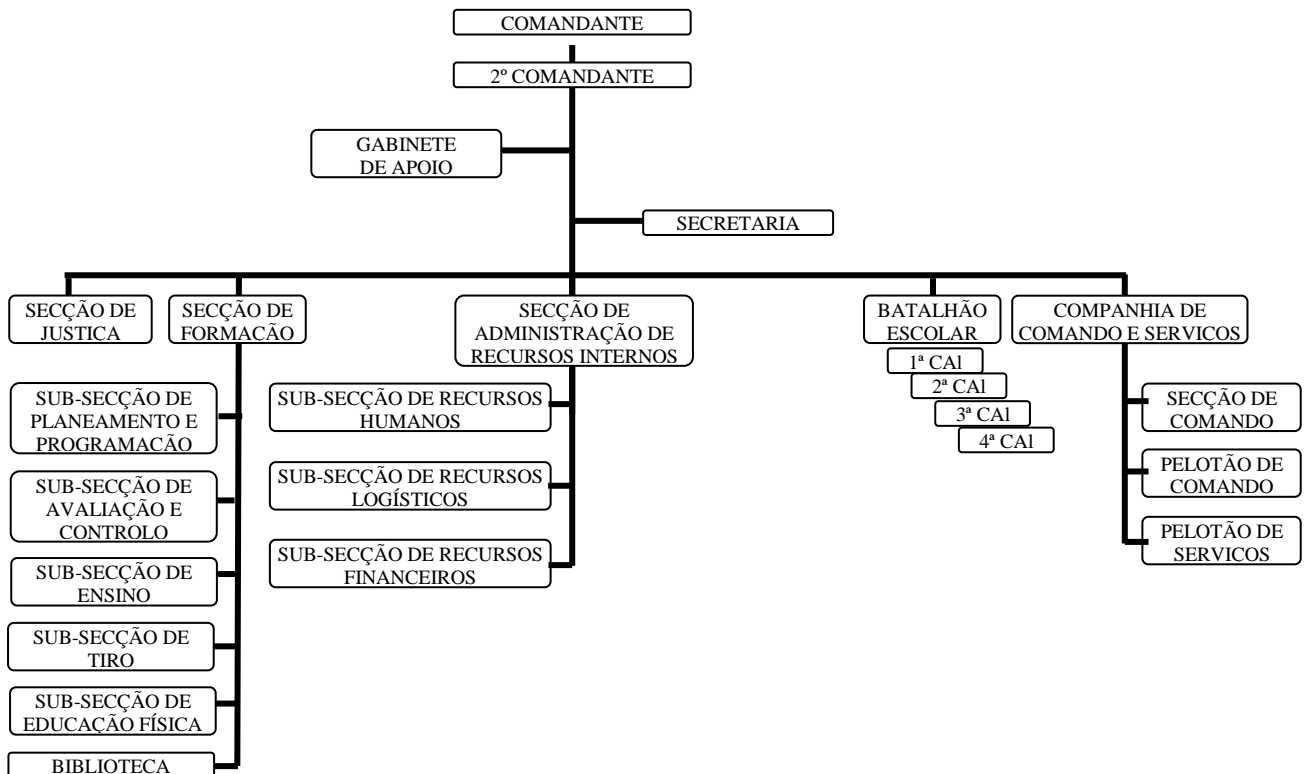 COMANDANTE
2º COMANDANTE
GABINETE
DE APOIO
SECRETARIA
SECÇÃO DE
JUSTICA
SECÇÃO DE
FORMAÇÃO
SECÇÃO DE
ADMINISTRAÇÃO DE
RECURSOS INTERNOS
BATALHÃO
ESCOLAR
COMPANHIA DE
COMANDO E SERVICOS
1ª CAl
2ª CAl
3ª CAl
4ª CAl
SUB-SECÇÃO DE
PLANEAMENTO E
PROGRAMACÃO
SUB-SECÇÃO DE
AVALIAÇÃO E
CONTROLO
SUB-SECÇÃO DE
ENSINO
SUB-SECÇÃO DE
TIRO
SUB-SECÇÃO DE
EDUCAÇÃO FÍSICA
BIBLIOTECA
SUB-SECÇÃO DE RECURSOS
HUMANOS
SUB-SECÇÃO DE RECURSOS
LOGÍSTICOS
SUB-SECÇÃO DE RECURSOS
FINANCEIROS
SECÇÃO DE
COMANDO
PELOTÃO DE
COMANDO
PELOTÃO DE
SERVICOS